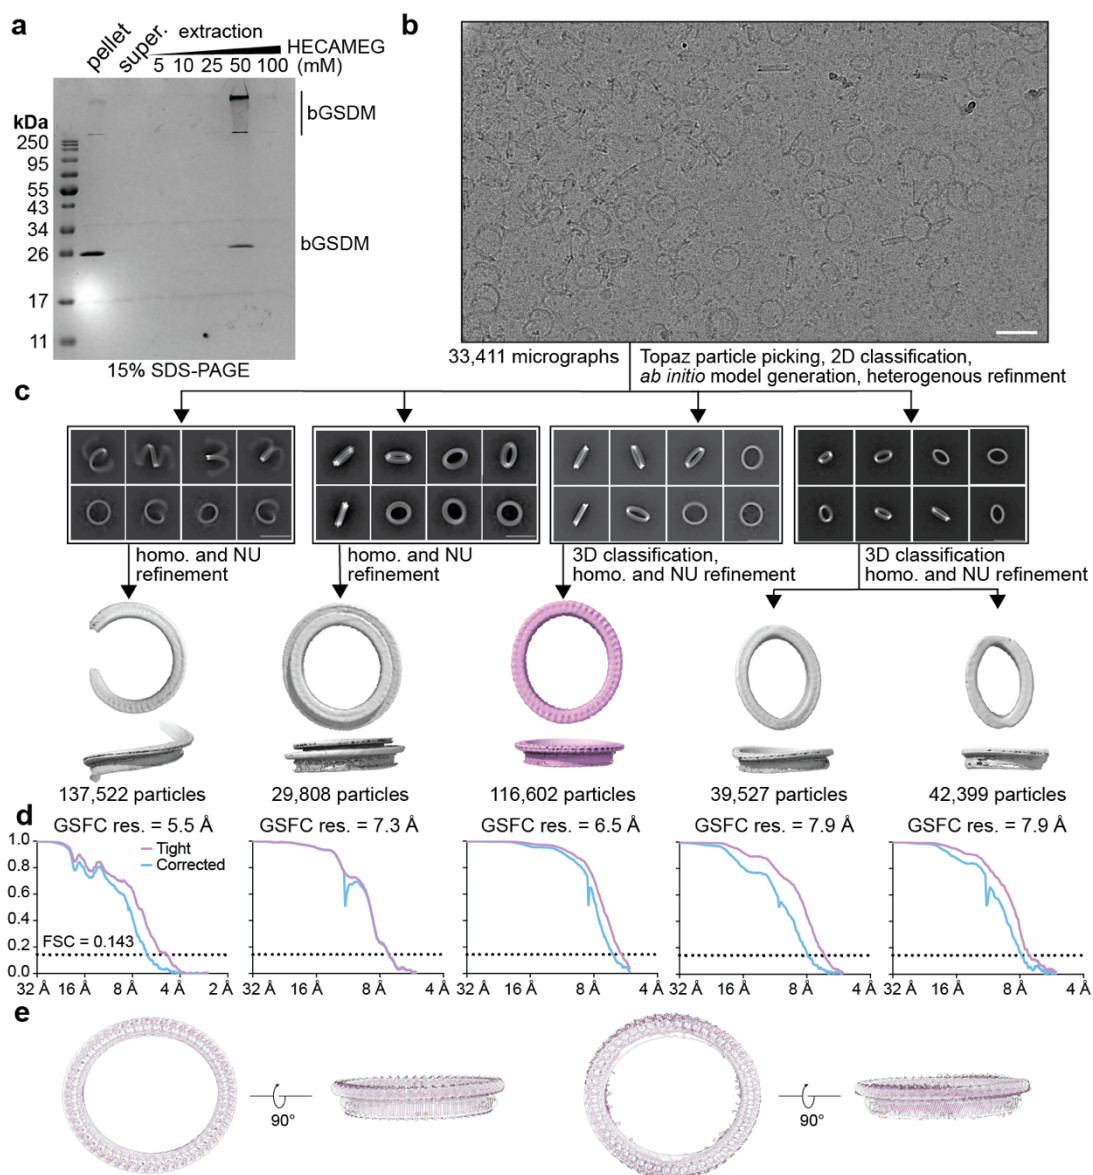 a
pellet
super.
extraction
HECAMEG
5 10 25 50 100 (mM)
kDa
250
95
55
43
34
26
17
11
bGSDM
bGSDM
15% SDS-PAGE
b
33,411 micrographs
Topaz particle picking, 2D classification,
ab initio model generation, heterogenous refinment
c
homo. and NU
refinement
homo. and NU
refinement
3D classification,
homo. and NU refinement
3D classification
homo. and NU refinement
137,522 particles
29,808 particles
116,602 particles
39,527 particles
42,399 particles
d
GSFC res. = 5.5 Å
GSFC res. = 7.3 Å
GSFC res. = 6.5 Å
GSFC res. = 7.9 Å
GSFC res. = 7.9 Å
1.0
0.8
0.6
0.4
0.2
0.0
Tight
Corrected
FSC = 0.143
32 Å 16 Å 8 Å 4 Å 2 Å
32 Å 16 Å 8 Å 4 Å
32 Å 16 Å 8 Å 4 Å
32 Å 16 Å 8 Å 4 Å
32 Å 16 Å 8 Å 4 Å
e
90°
90°